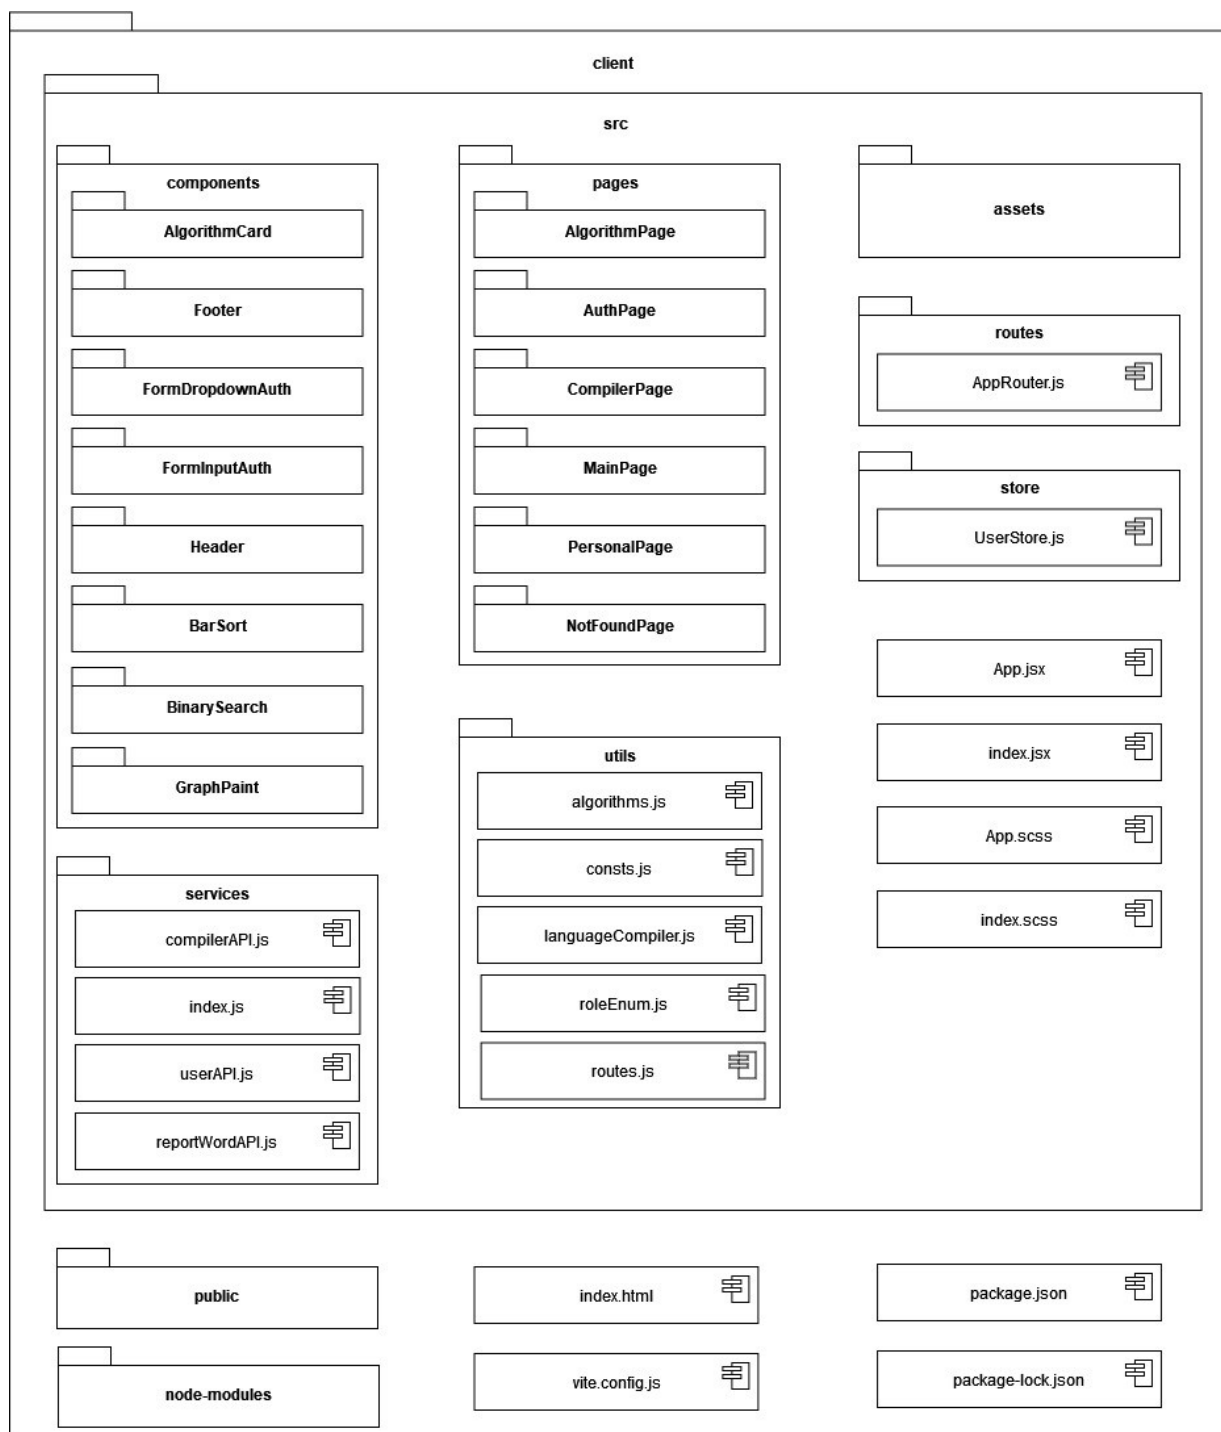 client
src
components
AlgorithmCard
Footer
FormDropdownAuth
FormInputAuth
Header
BarSort
BinarySearch
GraphPaint
services
compilerAPI.js
index.js
userAPI.js
reportWordAPI.js
pages
AlgorithmPage
AuthPage
CompilerPage
MainPage
PersonalPage
NotFoundPage
utils
algorithms.js
consts.js
languageCompiler.js
roleEnum.js
routes.js
assets
routes
AppRouter.js
store
UserStore.js
App.jsx
index.jsx
App.scss
index.scss
public
node-modules
index.html
vite.config.js
package.json
package-lock.json